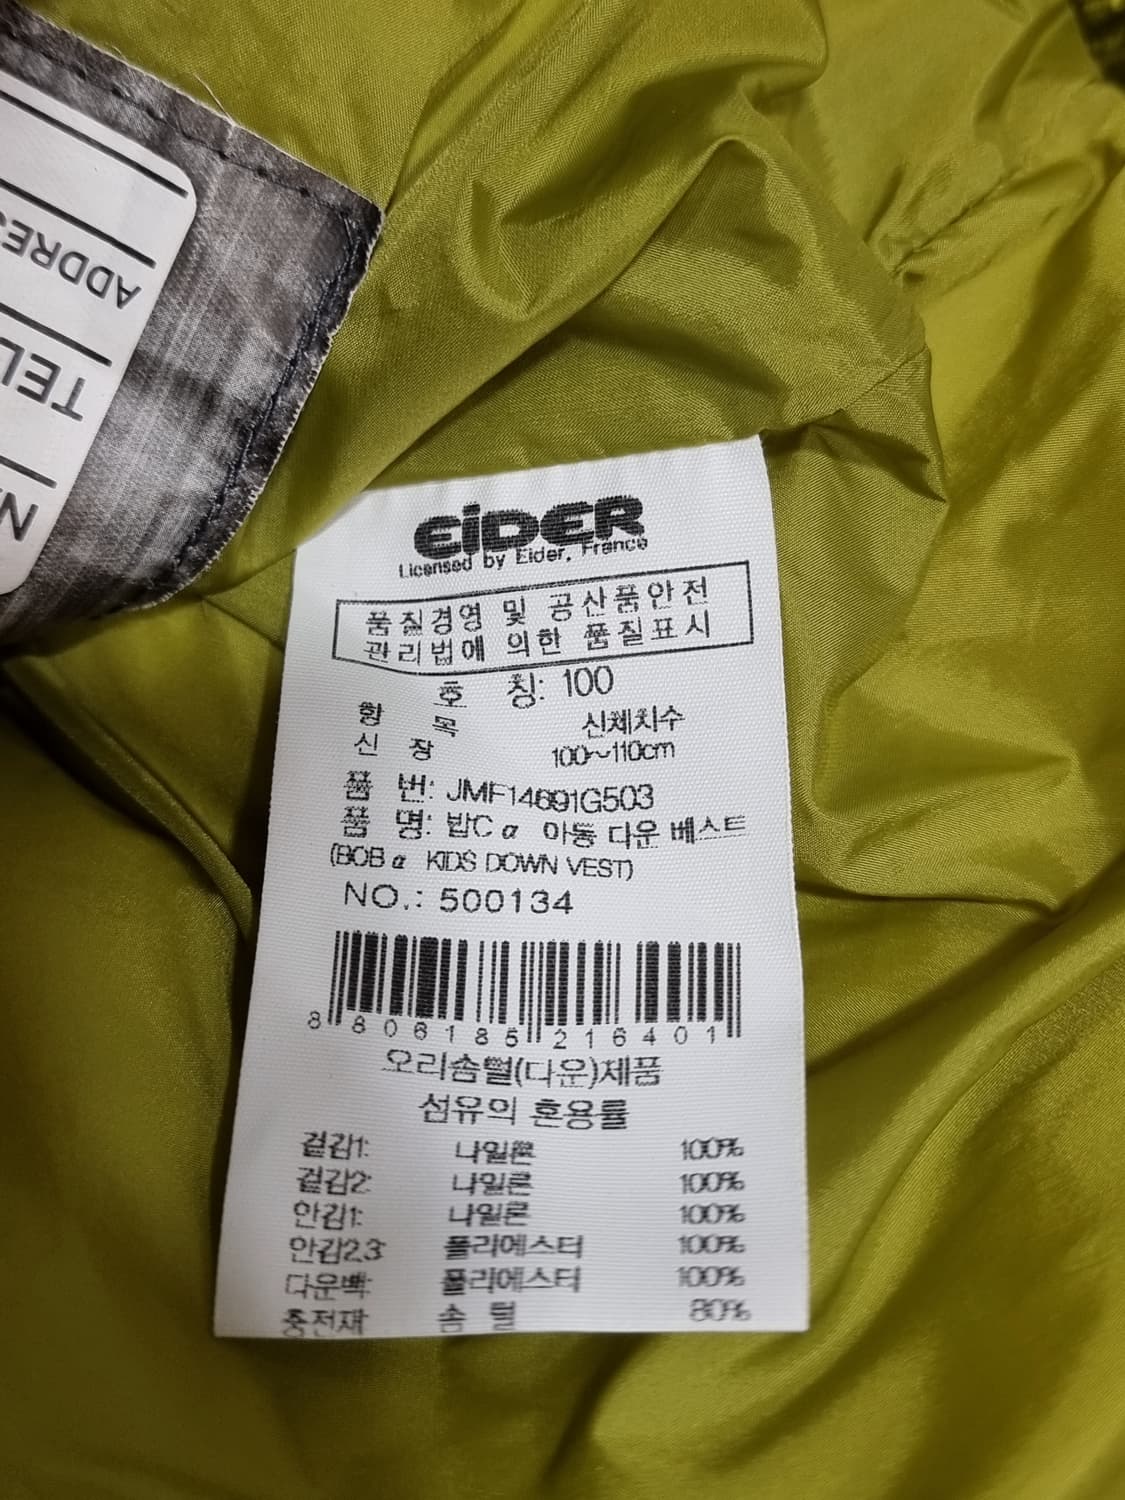 ADDRES
TEL
N
EiDER
Licensed by Eider, France
품질경영 및 공산품안전
관리법에 의한 품질표시
호 칭: 100
항 목 신체치수
신 장 100~110cm
품 번: JMF14691G503
품 명: 밥C α 아동 다운 베스트
(BOB α KIDS DOWN VEST)
NO.: 500134
8 806185 216401
오리솜털(다운)제품
섬유의 혼용률
겉감1: 나일론 100%
겉감2: 나일론 100%
안감1: 나일론 100%
안감2,3: 폴리에스터 100%
다운백: 폴리에스터 100%
충전재 솜 털 80%